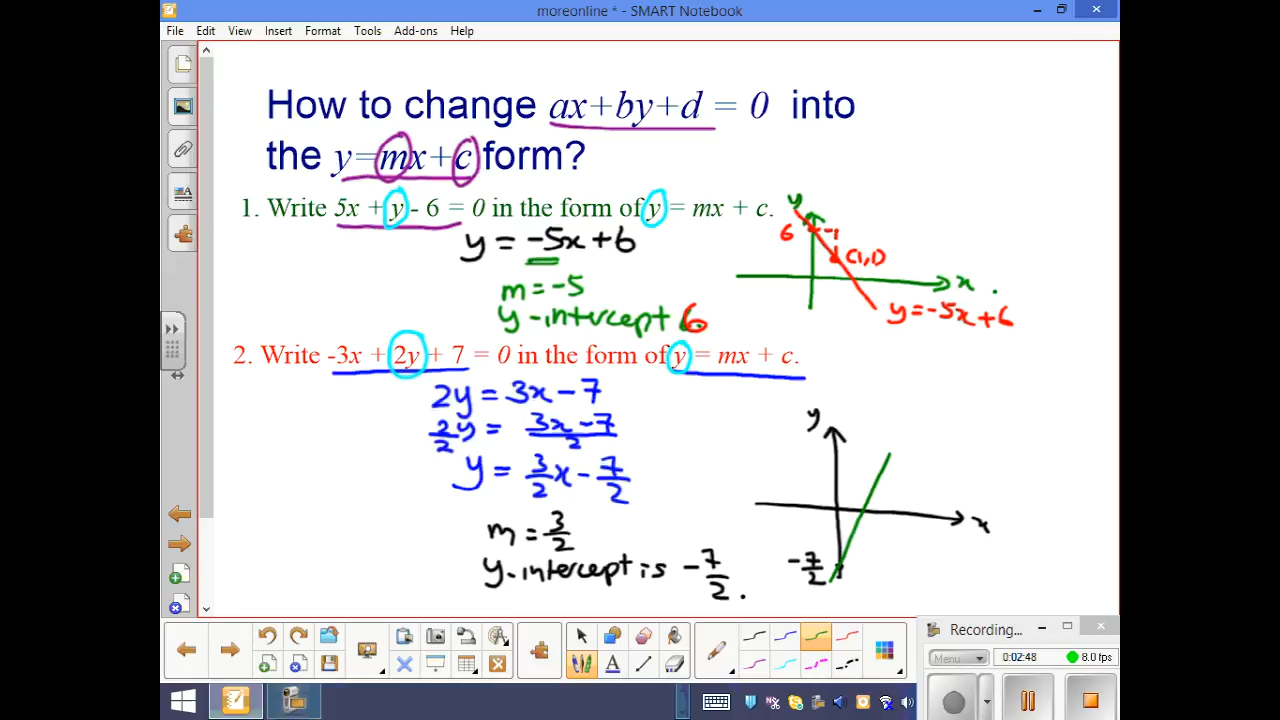 moreonline * - SMART Notebook
File Edit View Insert Format Tools Add-ons Help
How to change ax+by+d = 0 into
the y=mx+c form?
1. Write 5x + y - 6 = 0 in the form of y = mx + c.
y = -5x+6
m = -5
y-intercept 6
y
6
-1
(1,1)
x
y=-5x+6
2. Write -3x + 2y + 7 = 0 in the form of y = mx + c.
2y = 3x - 7
2/2 y = 3x-7/2
y = 3/2 x - 7/2
m = 3/2
y-intercept is -7/2.
y
x
-7/2
Recording...
Menu
0:02:48
8.0 fps